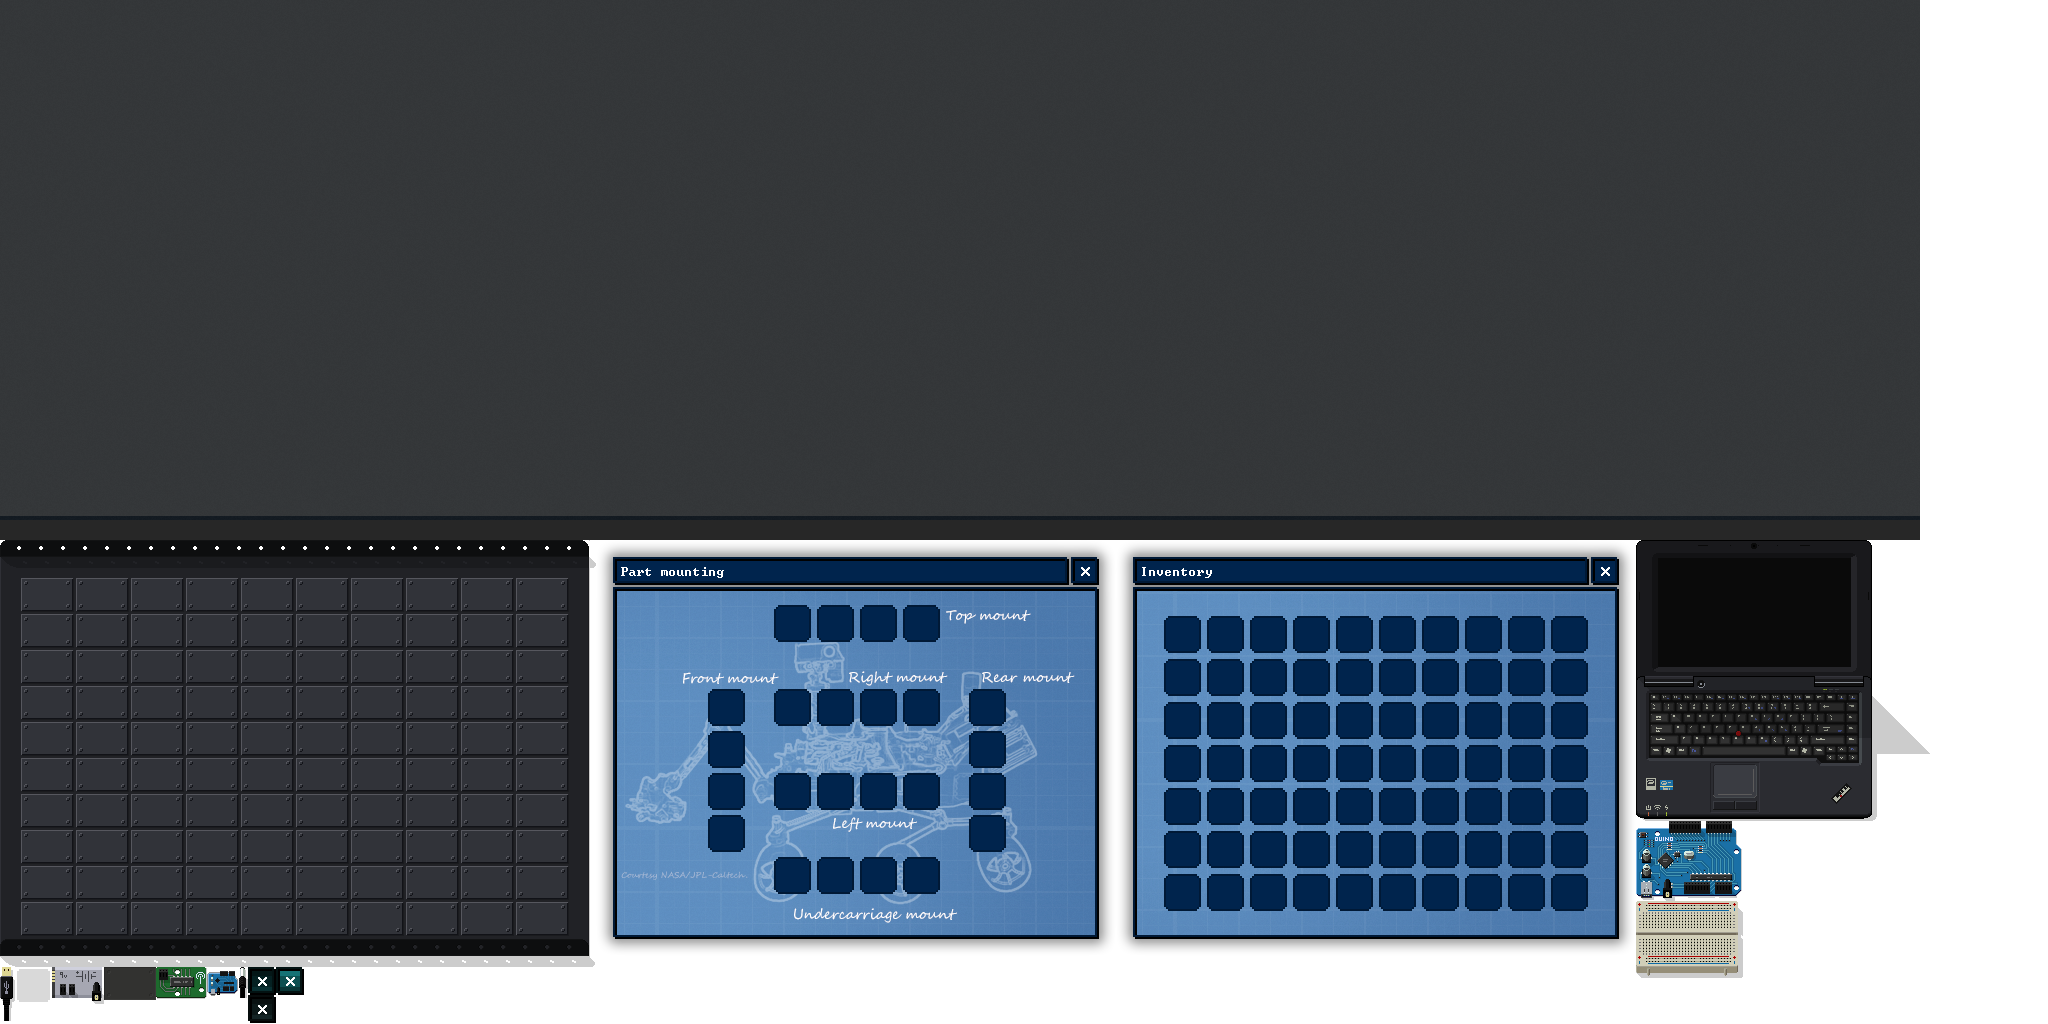 Part mounting
Inventory
Top mount
Front mount
Right mount
Rear mount
Left mount
Courtesy NASA/JPL-Caltech.
Undercarriage mount
9v